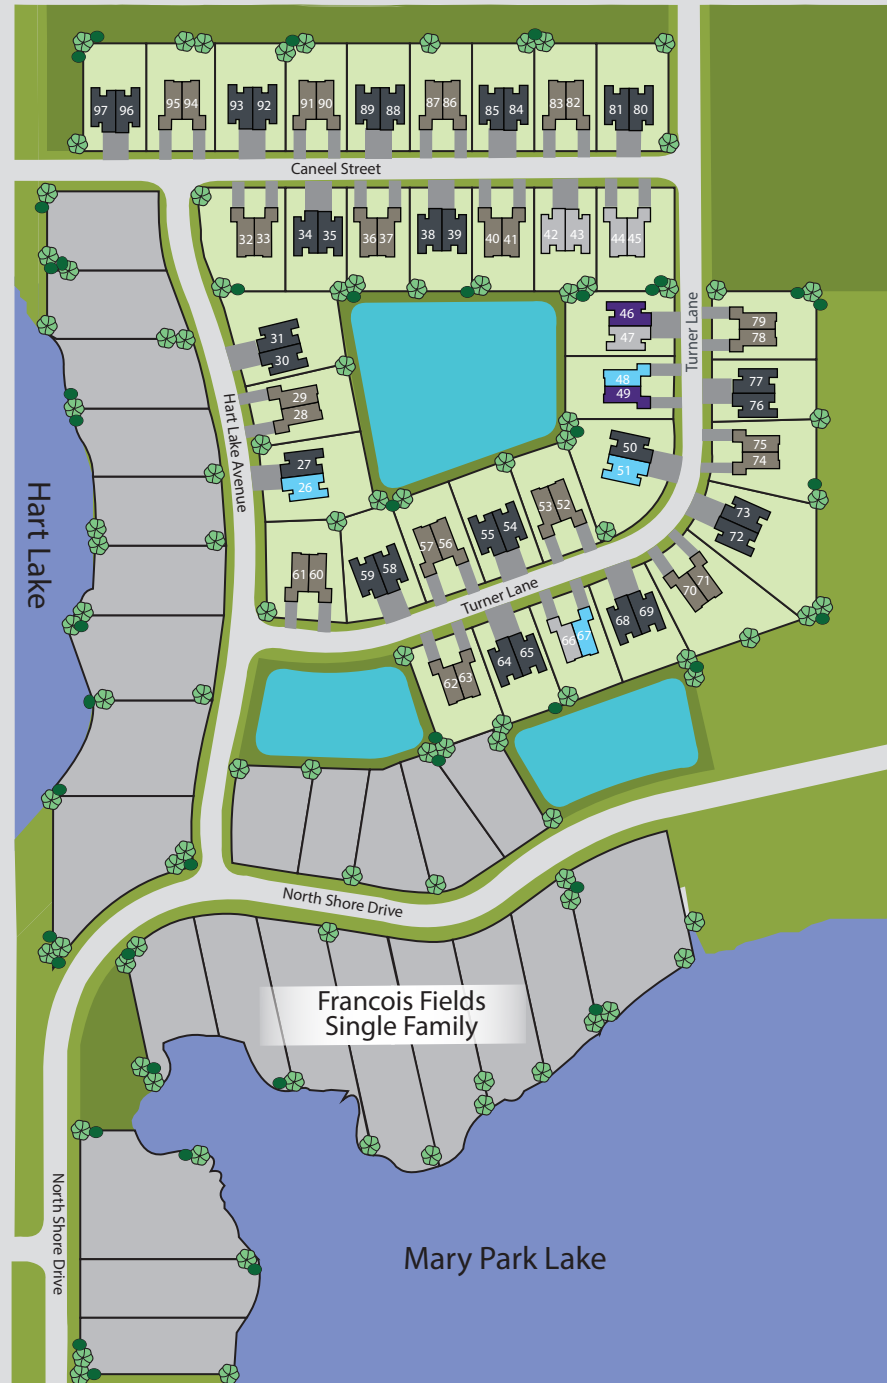 97 96 95 94 93 92 91 90 89 88 87 86 85 84 83 82 81 80
Caneel Street
32 33 34 35 36 37 38 39 40 41 42 43 44 45
46
47
48
49
50
51
Turner Lane
79
78
77
76
75
74
73
72
71
70
31
30
29
28
27
26
Hart Lake Avenue
61 60 59 58 57 56 55 54 53 52
Turner Lane
62 63 64 65 66 67 68 69
Hart Lake
North Shore Drive
Francois Fields
Single Family
North Shore Drive
Mary Park Lake